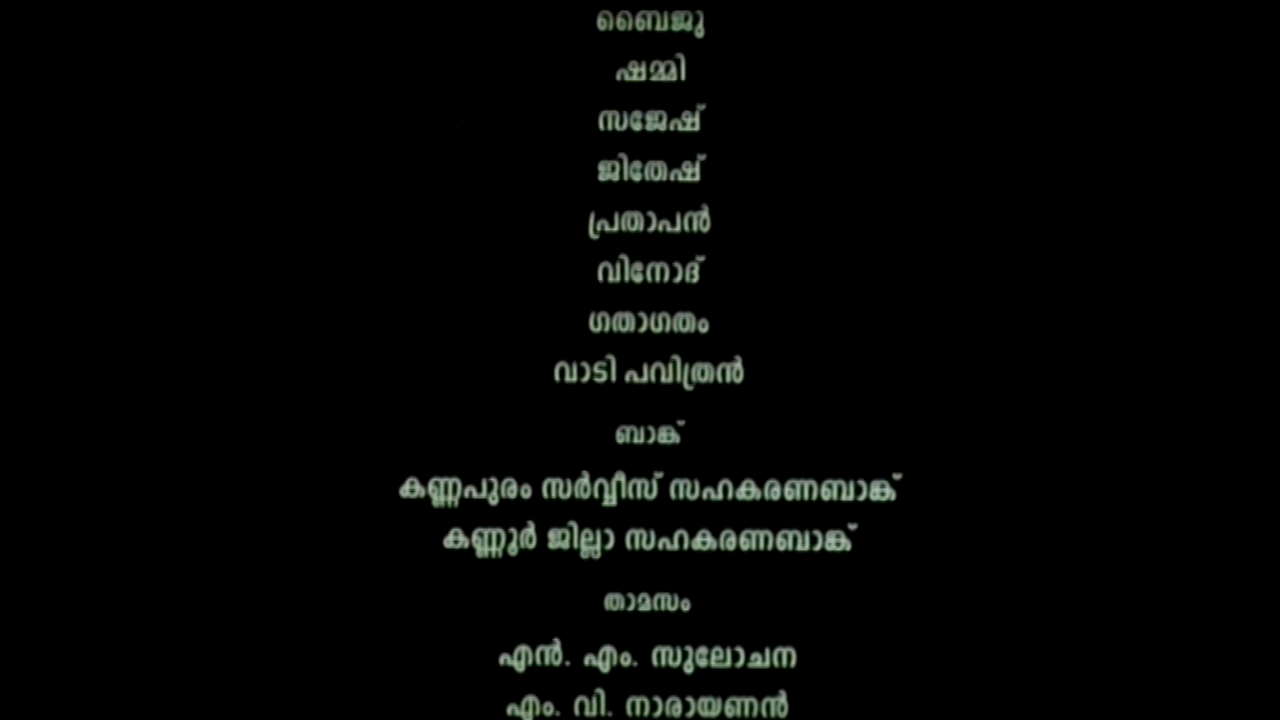 ബൈജു
ഷമ്മി
സജേഷ്
ജിതേഷ്
പ്രതാപൻ
വിനോദ്
ഗതാഗതം
വാടി പവിത്രൻ
ബാങ്ക്
കണ്ണപുരം സർവ്വീസ് സഹകരണബാങ്ക്
കണ്ണൂർ ജില്ലാ സഹകരണബാങ്ക്
താമസം
എൻ. എം. സുലോചന
എം. വി. നാരായണൻ